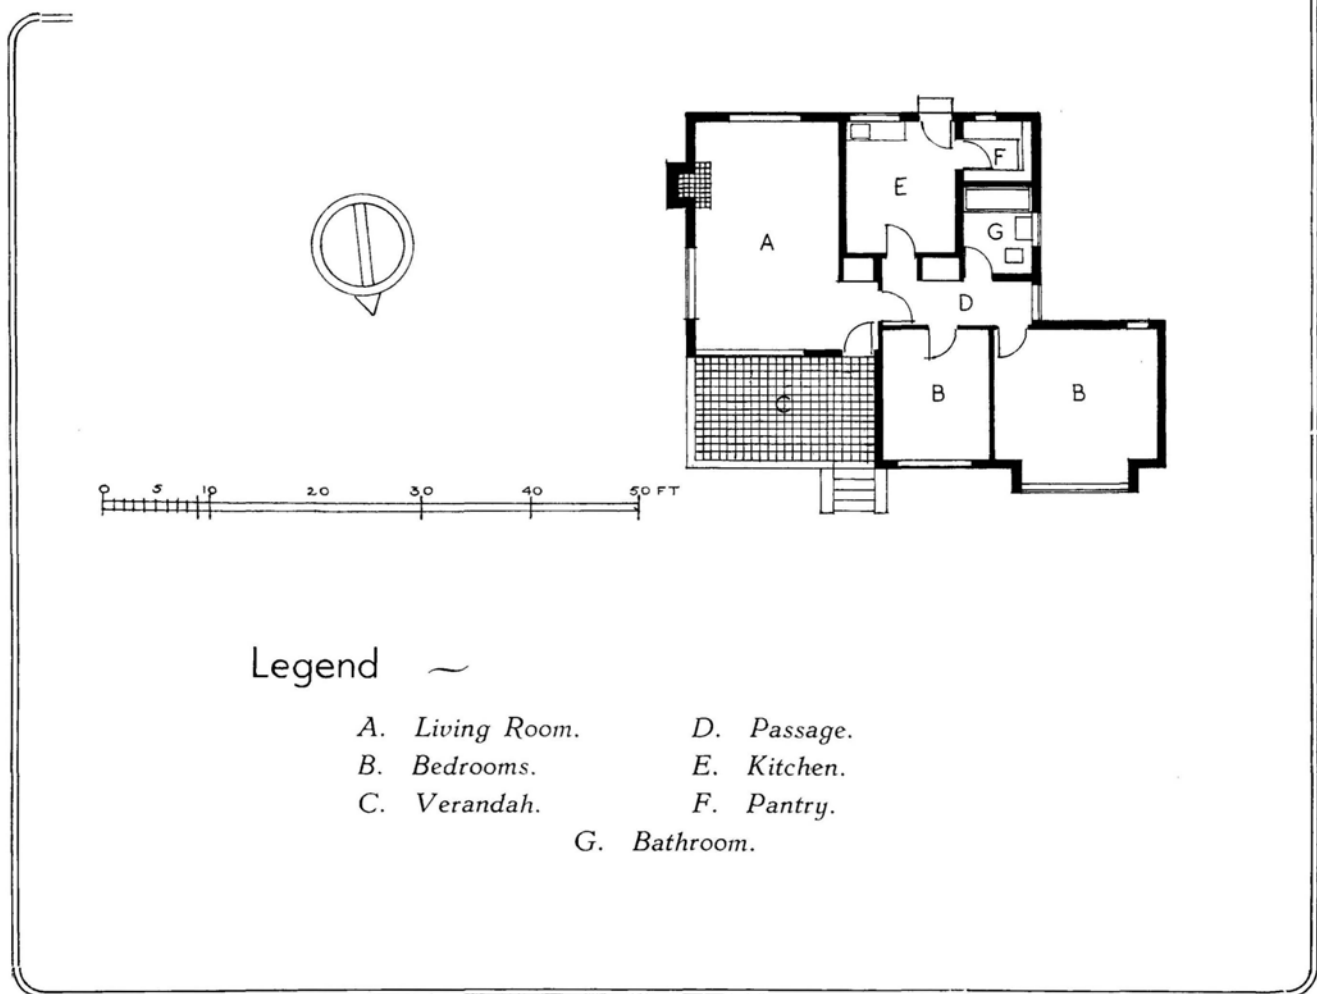 F
E
G
A
D
B
B
C
0 5 10 20 30 40 50 FT
Legend ~
A. Living Room. D. Passage.
B. Bedrooms. E. Kitchen.
C. Verandah. F. Pantry.
G. Bathroom.